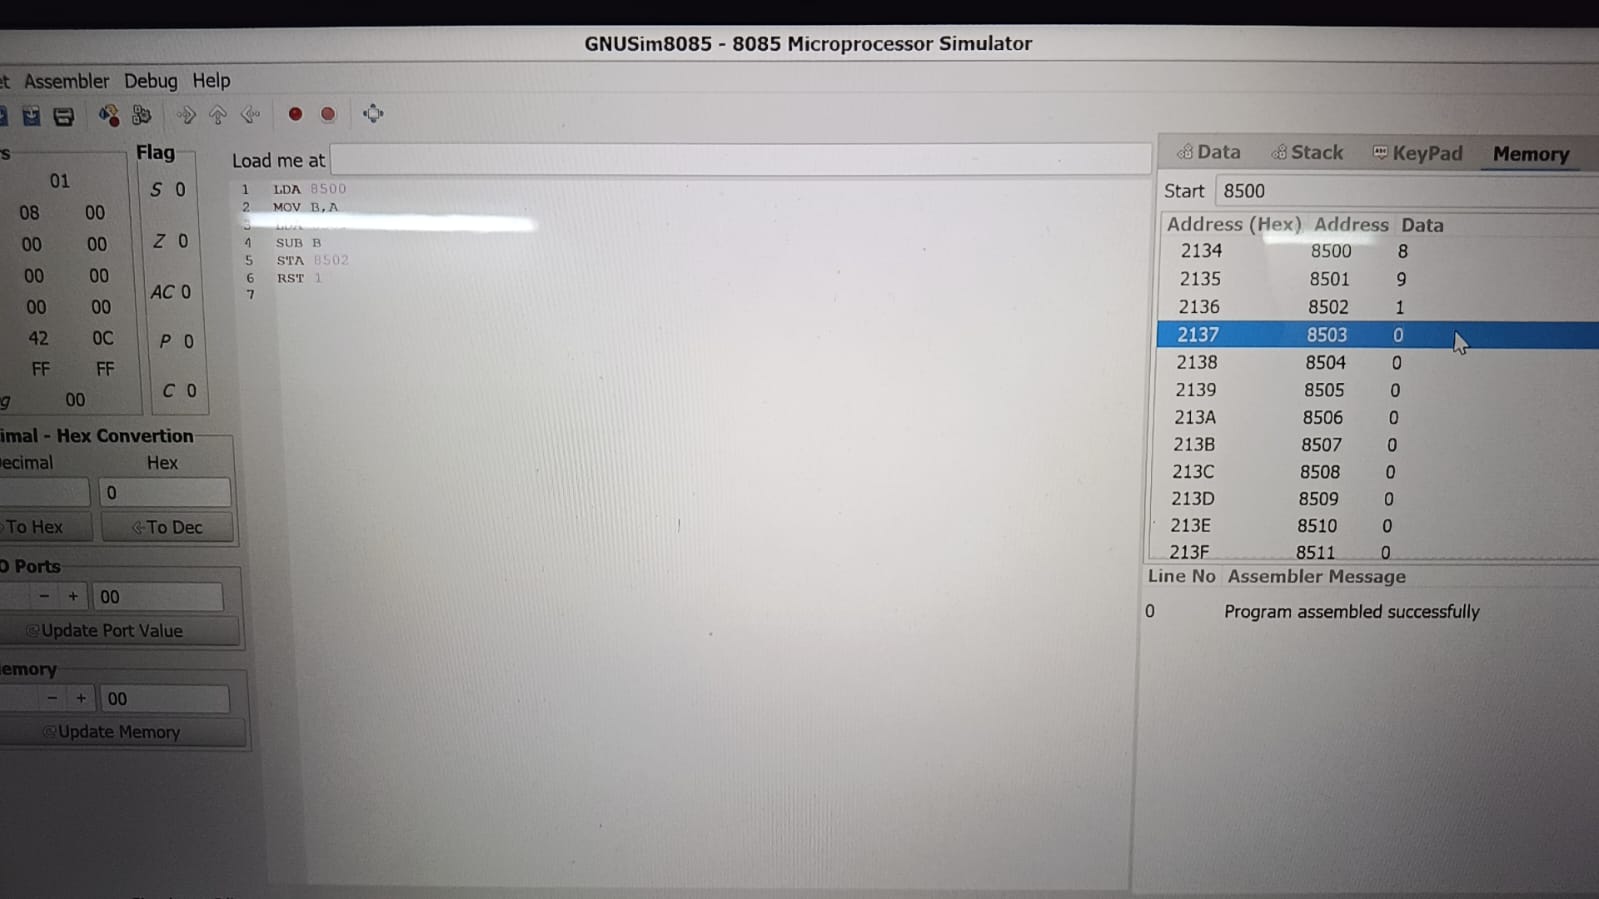 GNUSim8085 - 8085 Microprocessor Simulator
Assembler Debug Help
Flag
Load me at
01
08 00
00 00
00 00
00 00
42 0C
FF FF
00
S 0
Z 0
AC 0
P 0
C 0
1 LDA 8500
2 MOV B,A
3
4 SUB B
5 STA 8502
6 RST 1
7
Data Stack KeyPad Memory
Start 8500
Address (Hex) Address Data
2134 8500 8
2135 8501 9
2136 8502 1
2137 8503 0
2138 8504 0
2139 8505 0
213A 8506 0
213B 8507 0
213C 8508 0
213D 8509 0
213E 8510 0
213F 8511 0
Line No Assembler Message
0 Program assembled successfully
imal - Hex Convertion
ecimal Hex
0
To Hex To Dec
O Ports
- + 00
Update Port Value
emory
- + 00
Update Memory